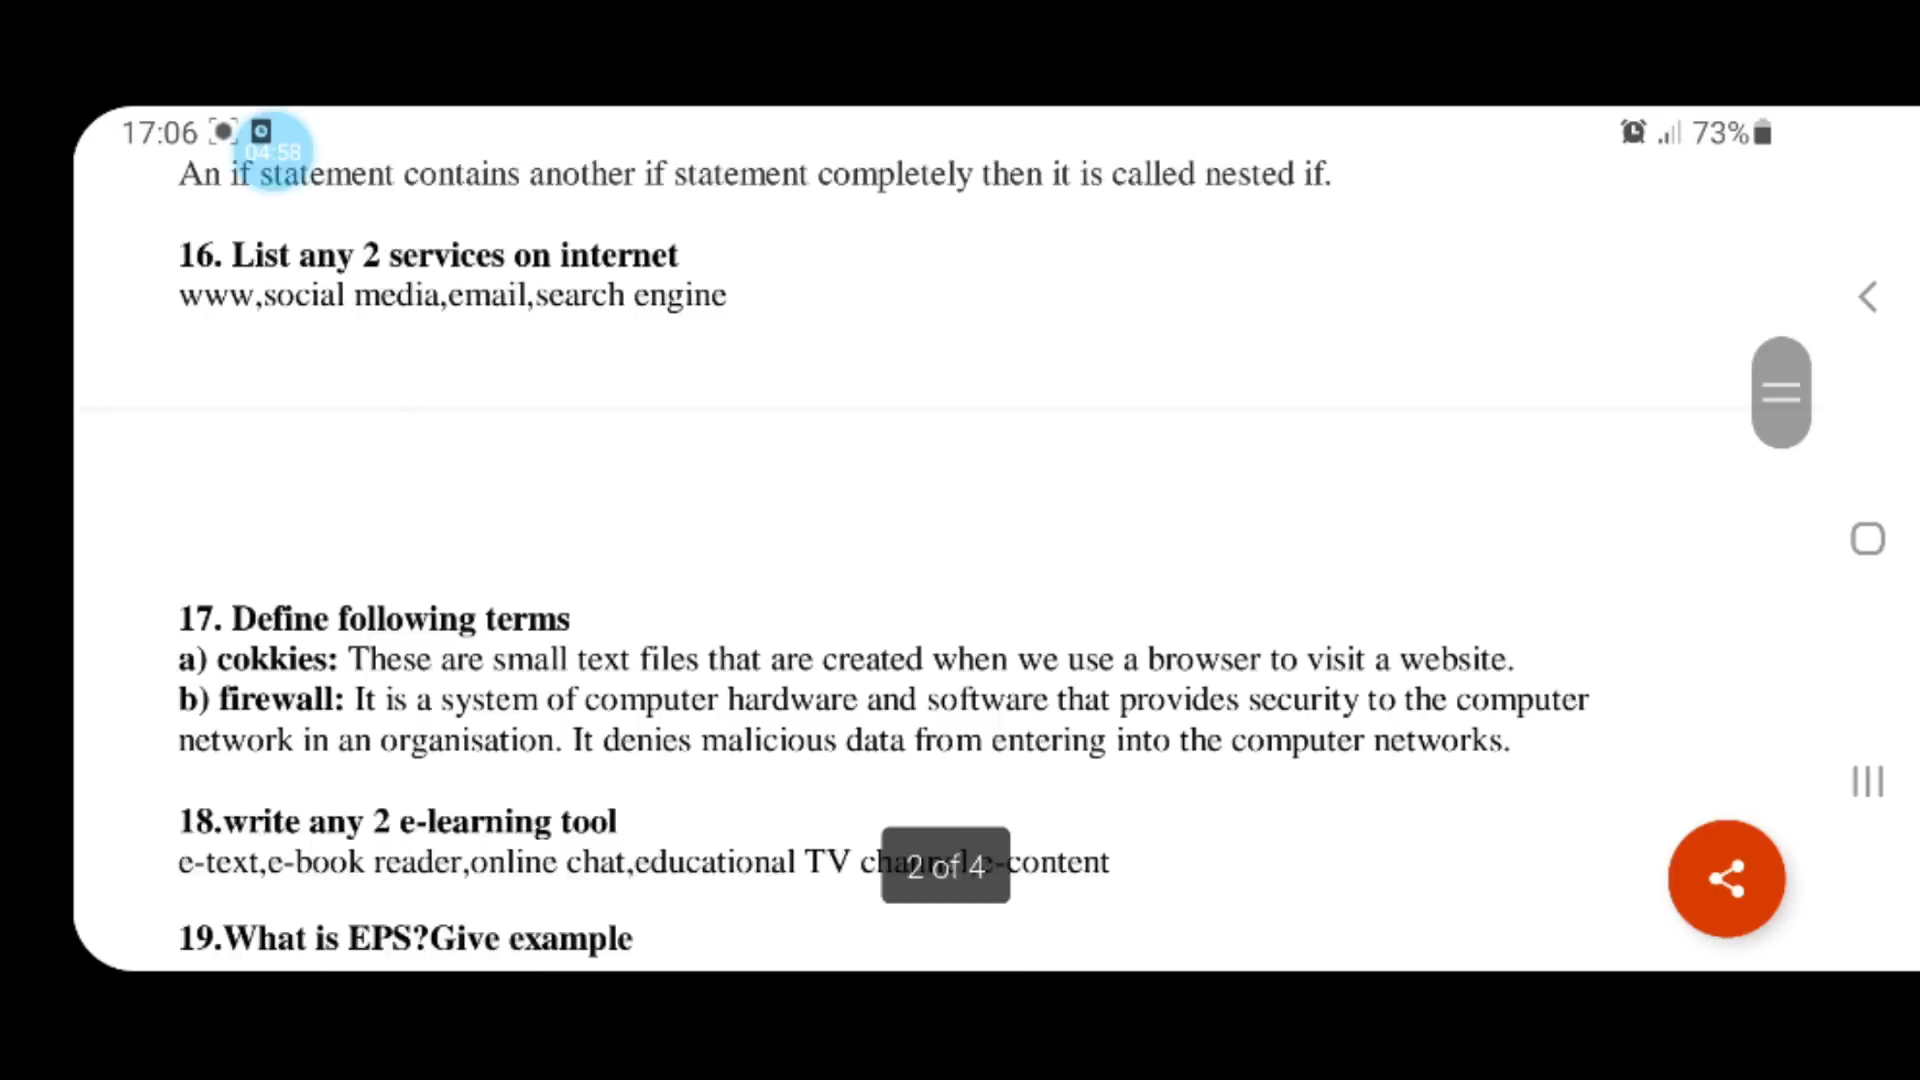 17:06
73%
04:58
An if statement contains another if statement completely then it is called nested if.
16. List any 2 services on internet
www,social media,email,search engine
17. Define following terms
a) cokkies: These are small text files that are created when we use a browser to visit a website.
b) firewall: It is a system of computer hardware and software that provides security to the computer
network in an organisation. It denies malicious data from entering into the computer networks.
18.write any 2 e-learning tool
e-text,e-book reader,online chat,educational TV e-content
2 of 4
19.What is EPS?Give example